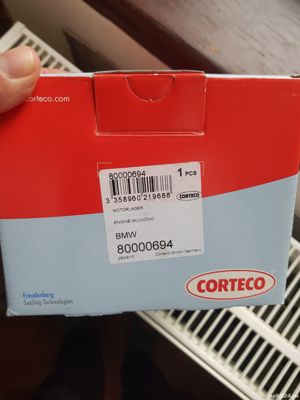 corteco.com
80000694
1 PCS
3 358960 219688
CORTECO
MOTORLAGER
ENGINE MOUNTING
BMW
80000694
Corteco GmbH Germany
Freudenberg
Sealing Technologies
CORTECO